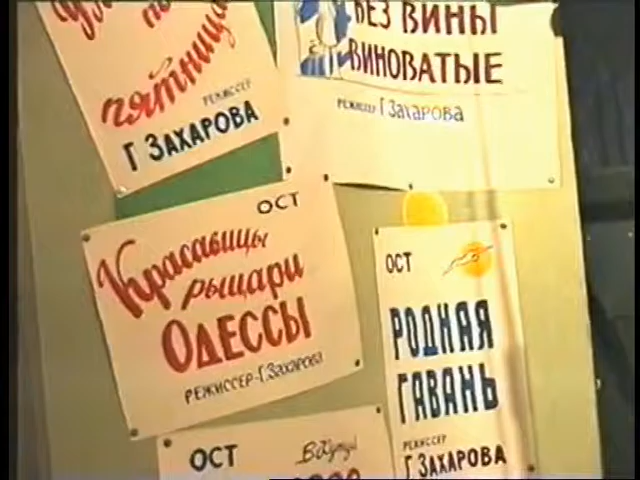 пятницам
РЕЖИССЕР
Г. ЗАХАРОВА
БЕЗ ВИНЫ
ВИНОВАТЫЕ
РЕЖИССЕР Г. ЗАХАРОВА
ОСТ
Красавицы
рыцари
ОДЕССЫ
РЕЖИССЕР-Г.ЗАХАРОВА
ОСТ
РОДНАЯ
ГАВАНЬ
РЕЖИССЕР
Г.ЗАХАРОВА
ОСТ